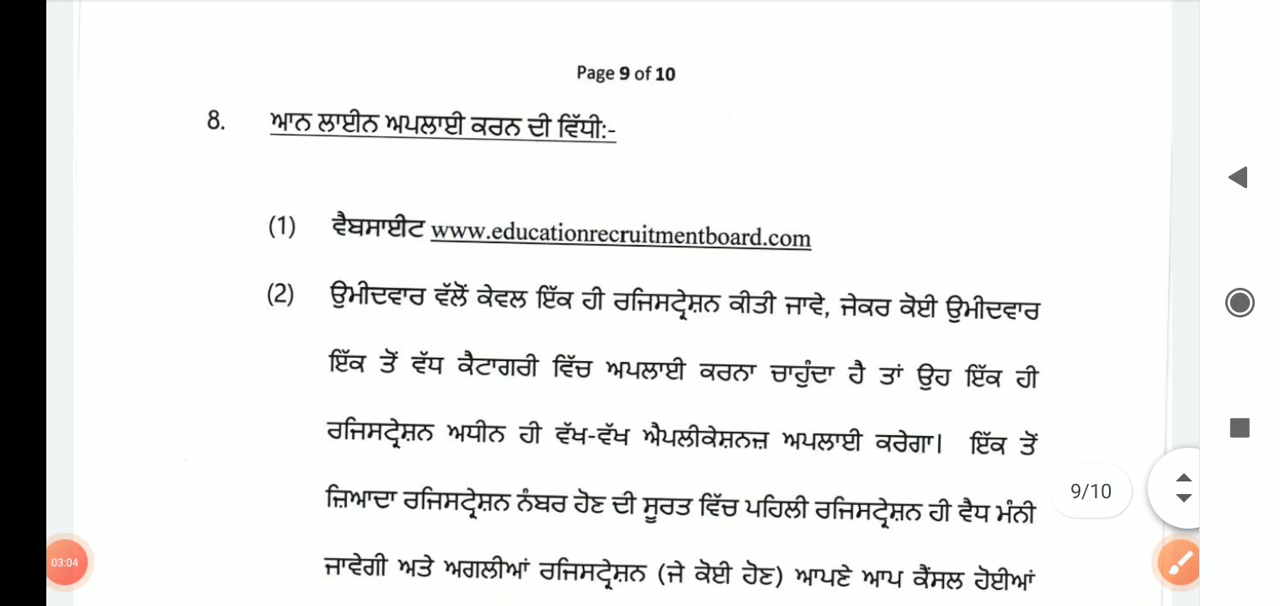 Page 9 of 10
8. ਆਨ ਲਾਈਨ ਅਪਲਾਈ ਕਰਨ ਦੀ ਵਿੱਧੀ:-
(1) ਵੈਬਸਾਈਟ www.educationrecruitmentboard.com
(2) ਉਮੀਦਵਾਰ ਵੱਲੋਂ ਕੇਵਲ ਇੱਕ ਹੀ ਰਜਿਸਟ੍ਰੇਸ਼ਨ ਕੀਤੀ ਜਾਵੇ, ਜੇਕਰ ਕੋਈ ਉਮੀਦਵਾਰ
ਇੱਕ ਤੋਂ ਵੱਧ ਕੈਟਾਗਰੀ ਵਿੱਚ ਅਪਲਾਈ ਕਰਨਾ ਚਾਹੁੰਦਾ ਹੈ ਤਾਂ ਉਹ ਇੱਕ ਹੀ
ਰਜਿਸਟ੍ਰੇਸ਼ਨ ਅਧੀਨ ਹੀ ਵੱਖ-ਵੱਖ ਐਪਲੀਕੇਸ਼ਨਜ਼ ਅਪਲਾਈ ਕਰੇਗਾ। ਇੱਕ ਤੋਂ
ਜ਼ਿਆਦਾ ਰਜਿਸਟ੍ਰੇਸ਼ਨ ਨੰਬਰ ਹੋਣ ਦੀ ਸੂਰਤ ਵਿੱਚ ਪਹਿਲੀ ਰਜਿਸਟ੍ਰੇਸ਼ਨ ਹੀ ਵੈਧ ਮੰਨੀ
9/10
ਜਾਵੇਗੀ ਅਤੇ ਅਗਲੀਆਂ ਰਜਿਸਟ੍ਰੇਸ਼ਨ (ਜੇ ਕੋਈ ਹੋਣ) ਆਪਣੇ ਆਪ ਕੈਂਸਲ ਹੋਈਆਂ
03:04